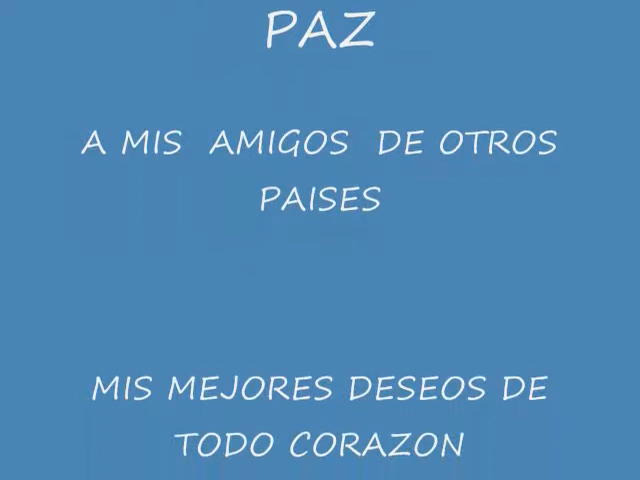 PAZ
A MIS AMIGOS DE OTROS
PAISES
MIS MEJORES DESEOS DE
TODO CORAZON